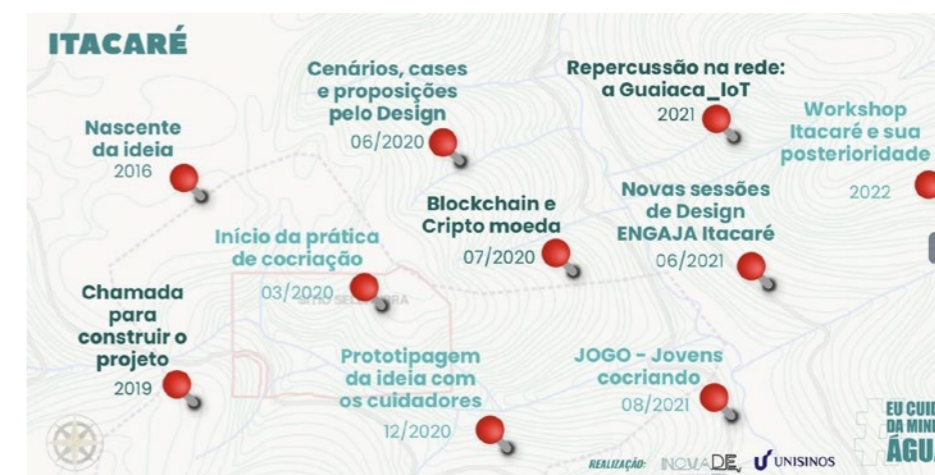 ITACARÉ
Nascente
da ideia
2016
Chamada
para
construir o
projeto
2019
Início da prática
de cocriação
03/2020
Cenários, cases
e proposições
pelo Design
06/2020
Blockchain e
Cripto moeda
07/2020
Prototipagem
da ideia com
os cuidadores
12/2020
Repercussão na rede:
a Guaiaca_IoT
2021
Novas sessões
de Design
ENGAJA Itacaré
06/2021
JOGO - Jovens
cocriando
08/2021
Workshop
Itacaré e sua
posterioridade
2022
REALIZAÇÃO: INOVADE UNISINOS
EU CUID
DA MIN
ÁGU